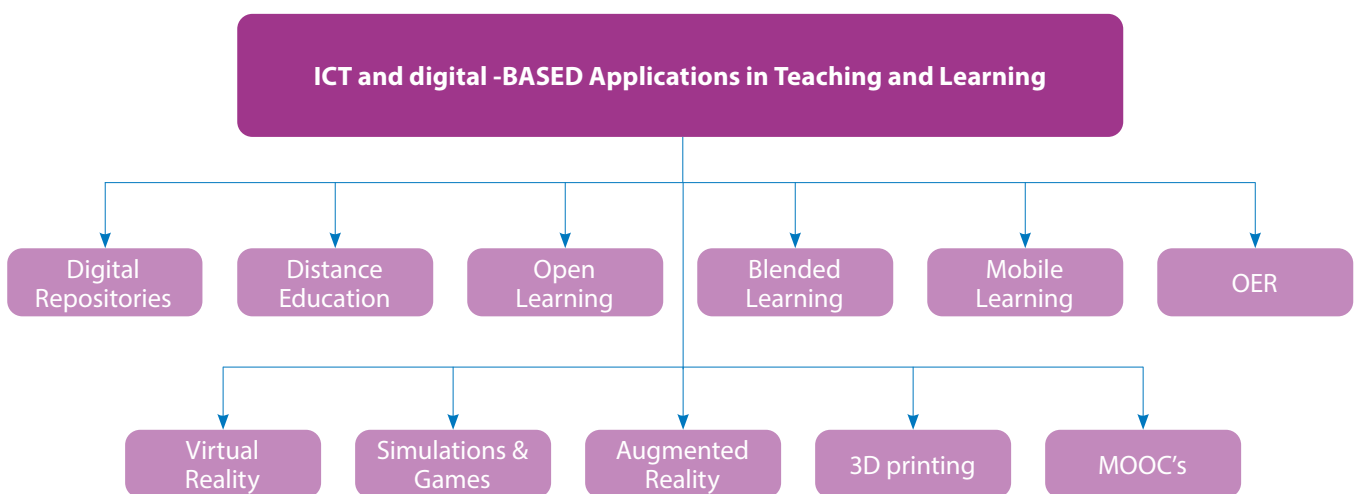 ICT and digital -BASED Applications in Teaching and Learning
Digital
Repositories
Distance
Education
Open
Learning
Blended
Learning
Mobile
Learning
OER
Virtual
Reality
Simulations &
Games
Augmented
Reality
3D printing
MOOC’s